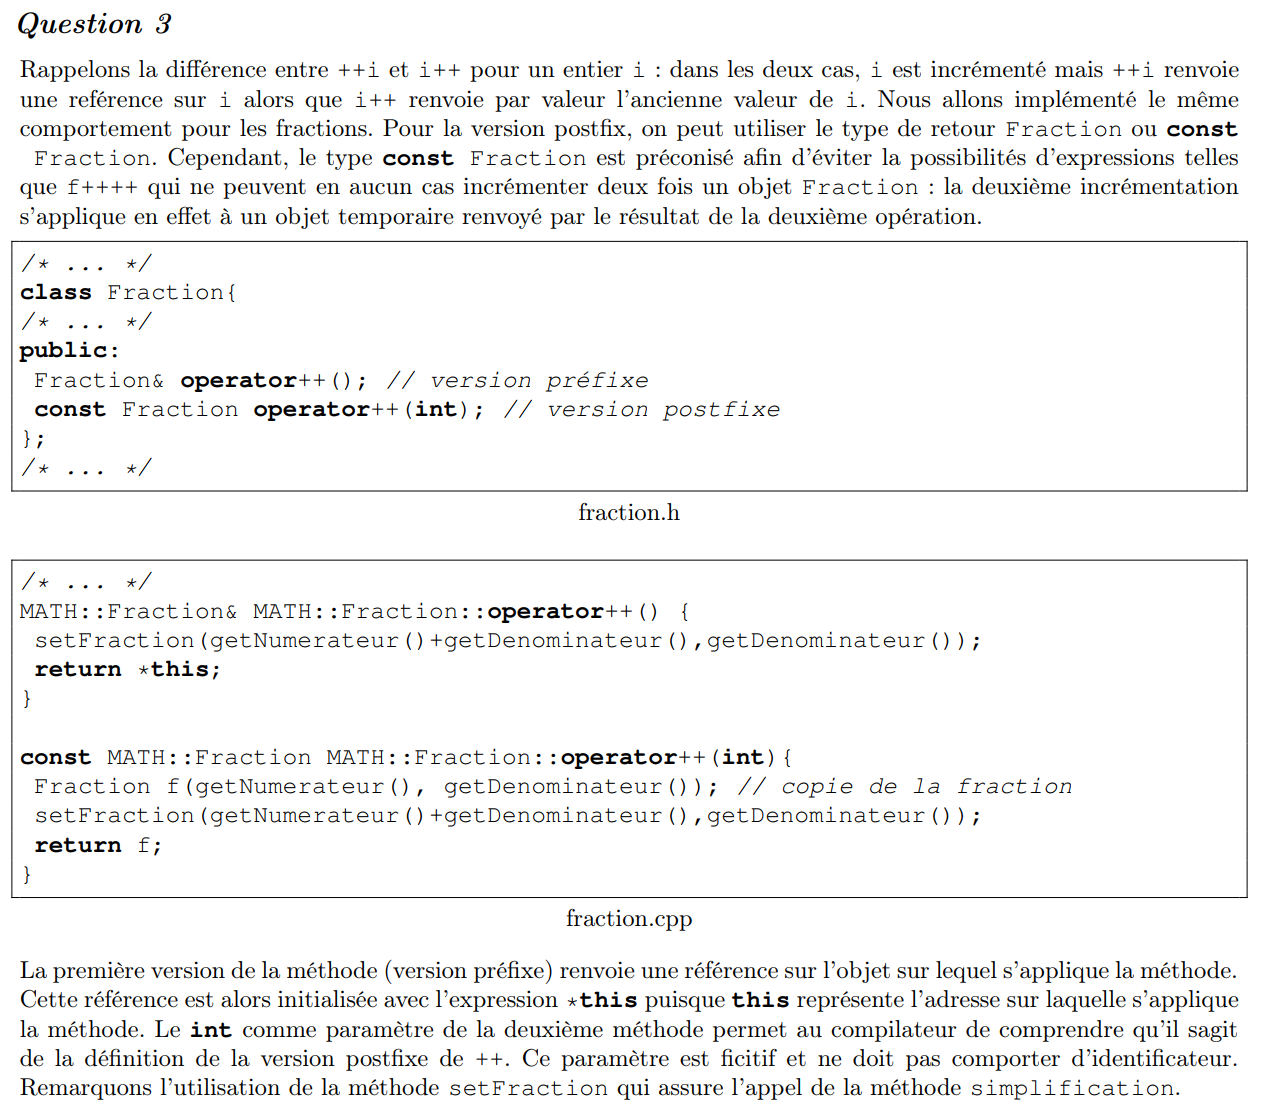 Question 3
Rappelons la différence entre ++i et i++ pour un entier i : dans les deux cas, i est incrémenté mais ++i renvoie
une reférence sur i alors que i++ renvoie par valeur l'ancienne valeur de i. Nous allons implémenté le même
comportement pour les fractions. Pour la version postfix, on peut utiliser le type de retour Fraction ou const
Fraction. Cependant, le type const Fraction est préconisé afin d'éviter la possibilités d'expressions telles
que f++++ qui ne peuvent en aucun cas incrémenter deux fois un objet Fraction : la deuxième incrémentation
s'applique en effet à un objet temporaire renvoyé par le résultat de la deuxième opération.
/* ... */
class Fraction{
/* ... */
public:
 Fraction& operator++(); // version préfixe
 const Fraction operator++(int); // version postfixe
};
/* ... */
fraction.h
/* ... */
MATH::Fraction& MATH::Fraction::operator++() {
 setFraction(getNumerateur()+getDenominateur(),getDenominateur());
 return *this;
}
const MATH::Fraction MATH::Fraction::operator++(int){
 Fraction f(getNumerateur(), getDenominateur()); // copie de la fraction
 setFraction(getNumerateur()+getDenominateur(),getDenominateur());
 return f;
}
fraction.cpp
La première version de la méthode (version préfixe) renvoie une référence sur l'objet sur lequel s'applique la méthode.
Cette référence est alors initialisée avec l'expression *this puisque this représente l'adresse sur laquelle s'applique
la méthode. Le int comme paramètre de la deuxième méthode permet au compilateur de comprendre qu'il sagit
de la définition de la version postfixe de ++. Ce paramètre est ficitif et ne doit pas comporter d'identificateur.
Remarquons l'utilisation de la méthode setFraction qui assure l'appel de la méthode simplification.